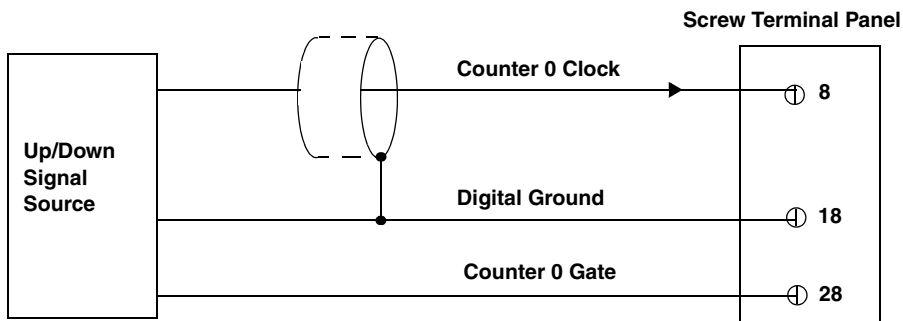 Screw Terminal Panel
Counter 0 Clock
8
Up/Down
Signal
Source
Digital Ground
18
Counter 0 Gate
28